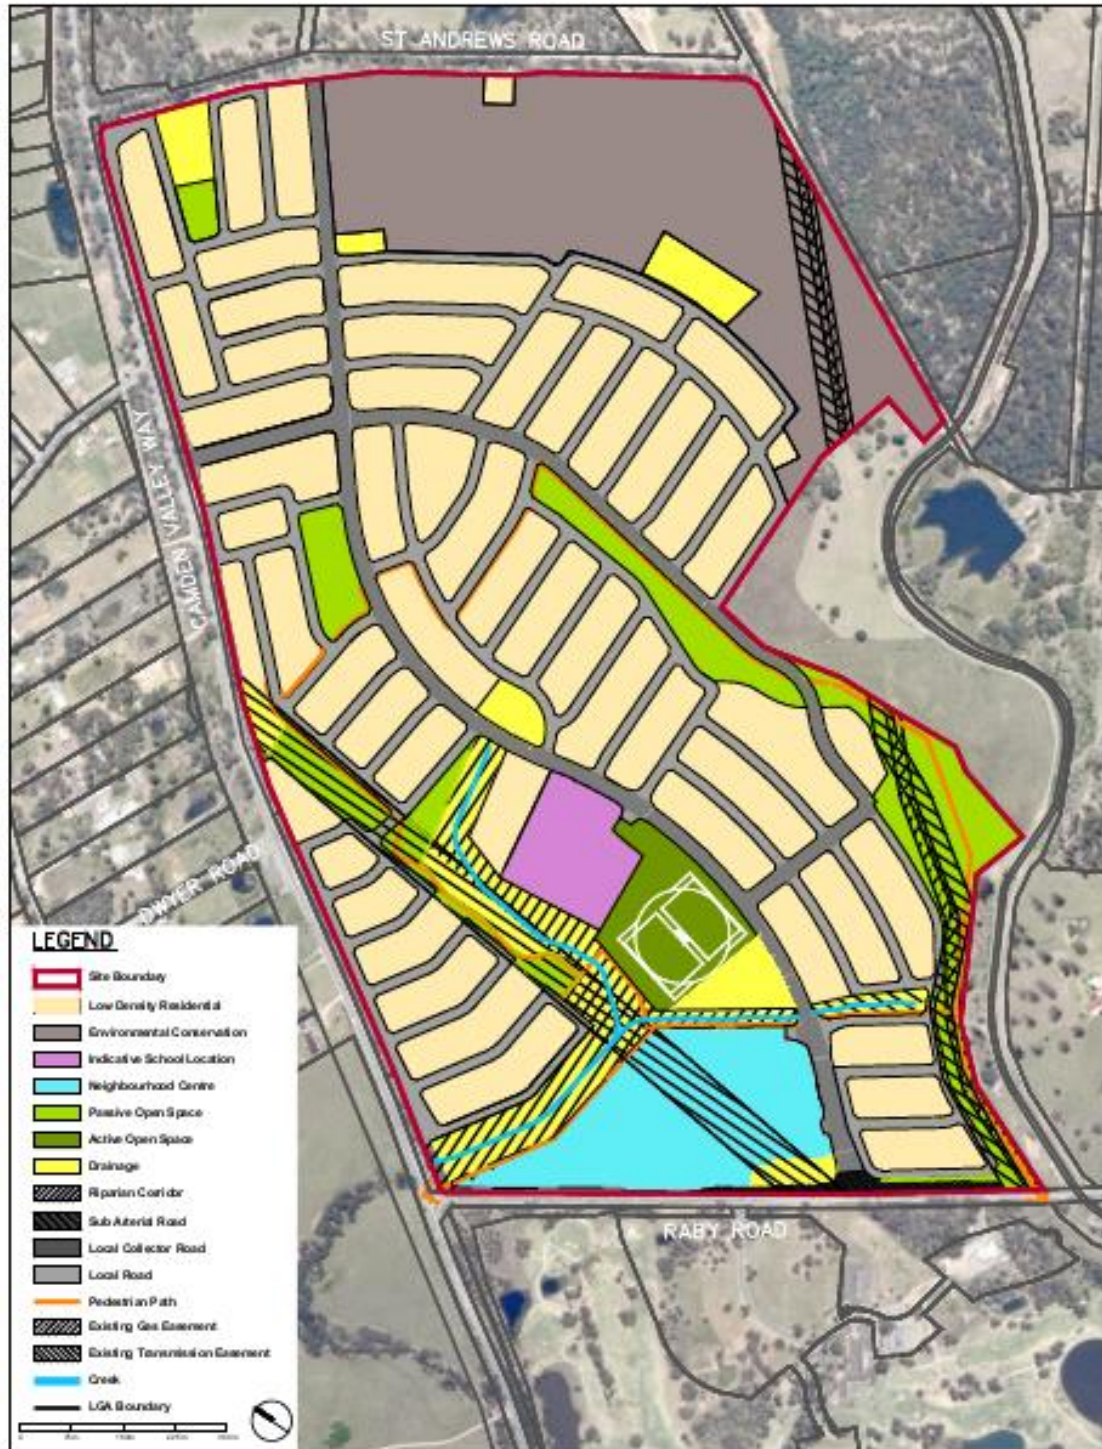 ST ANDREWS ROAD
CAMDEN VALLEY WAY
DWYER ROAD
RABY ROAD
LEGEND
Site Boundary
Low Density Residential
Environmental Conservation
Indicative School Location
Neighbourhood Centre
Passive Open Space
Active Open Space
Drainage
Riparian Corridor
Sub Arterial Road
Local Collector Road
Local Road
Pedestrian Path
Existing Gas Easement
Existing Transmission Easement
Creek
LGA Boundary